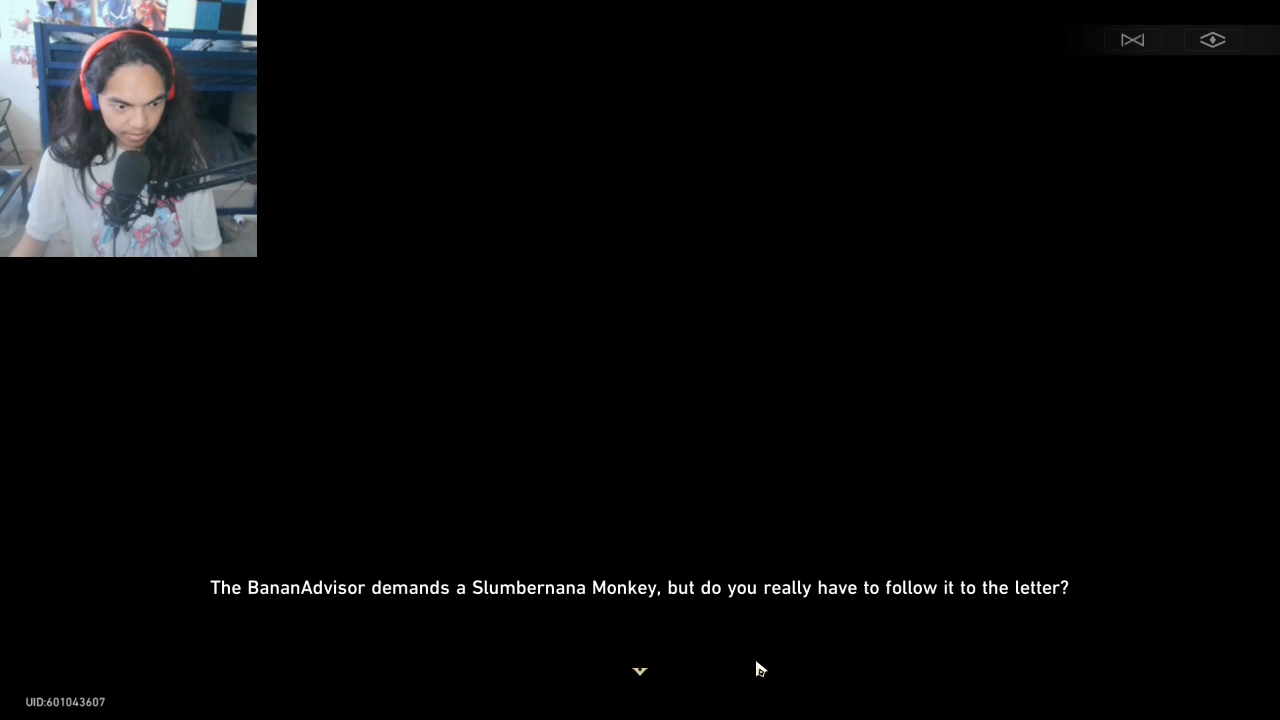 The BananAdvisor demands a Slumbernana Monkey, but do you really have to follow it to the letter?
UID:601043607